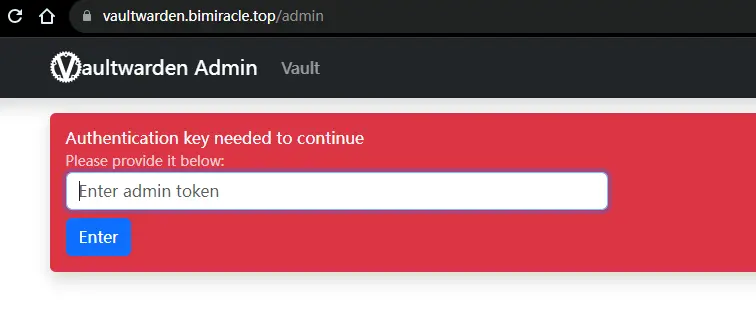 vaultwarden.bimiracle.top/admin
Vaultwarden Admin Vault
Authentication key needed to continue
Please provide it below:
Enter admin token
Enter